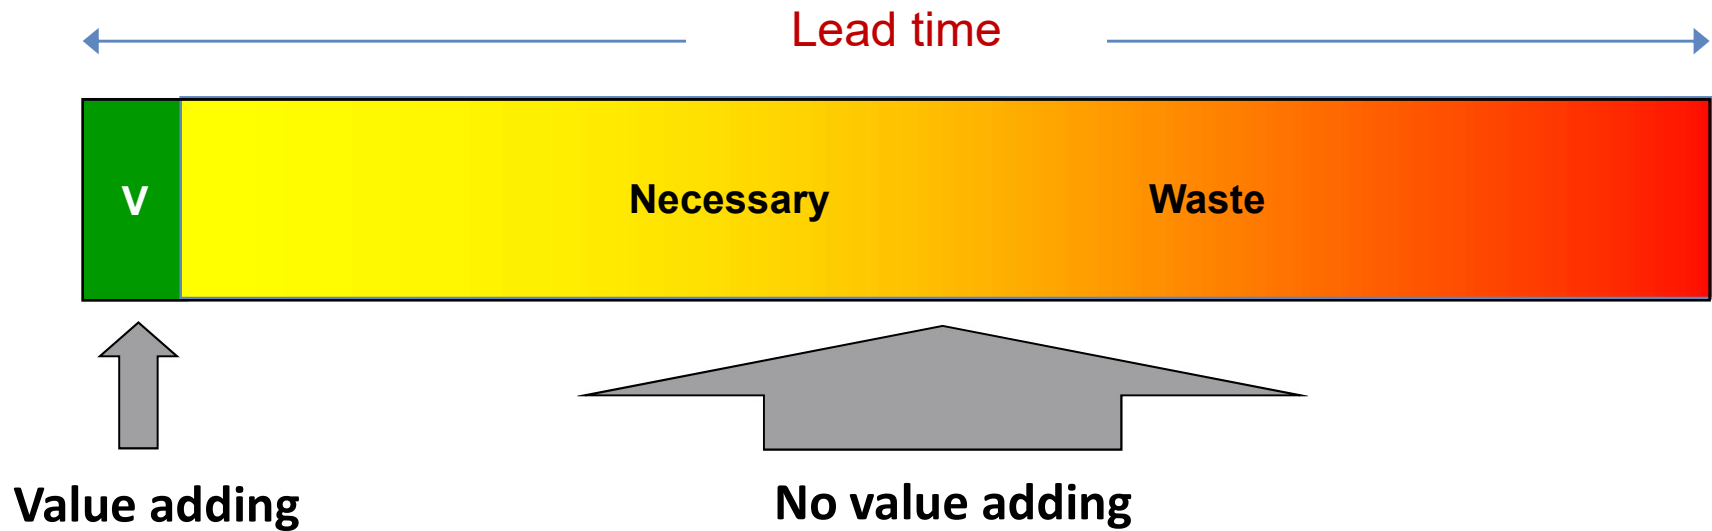 Lead time
V
Necessary
Waste
Value adding
No value adding